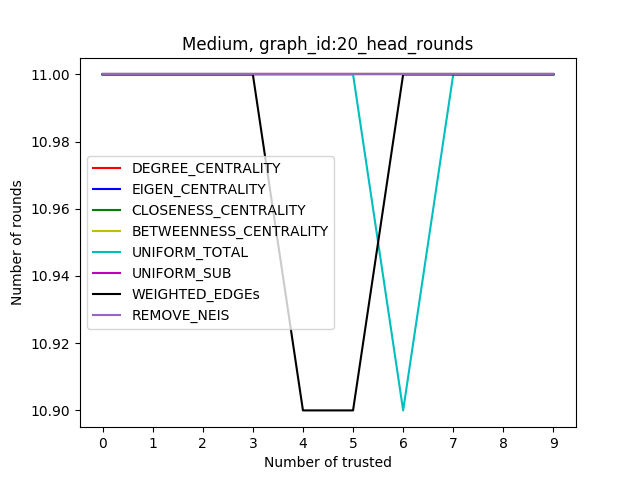 Medium, graph_id:20_head_rounds
11.00
10.98
10.96
10.94
10.92
10.90
Number of rounds
DEGREE_CENTRALITY
EIGEN_CENTRALITY
CLOSENESS_CENTRALITY
BETWEENNESS_CENTRALITY
UNIFORM_TOTAL
UNIFORM_SUB
WEIGHTED_EDGEs
REMOVE_NEIS
0 1 2 3 4 5 6 7 8 9
Number of trusted